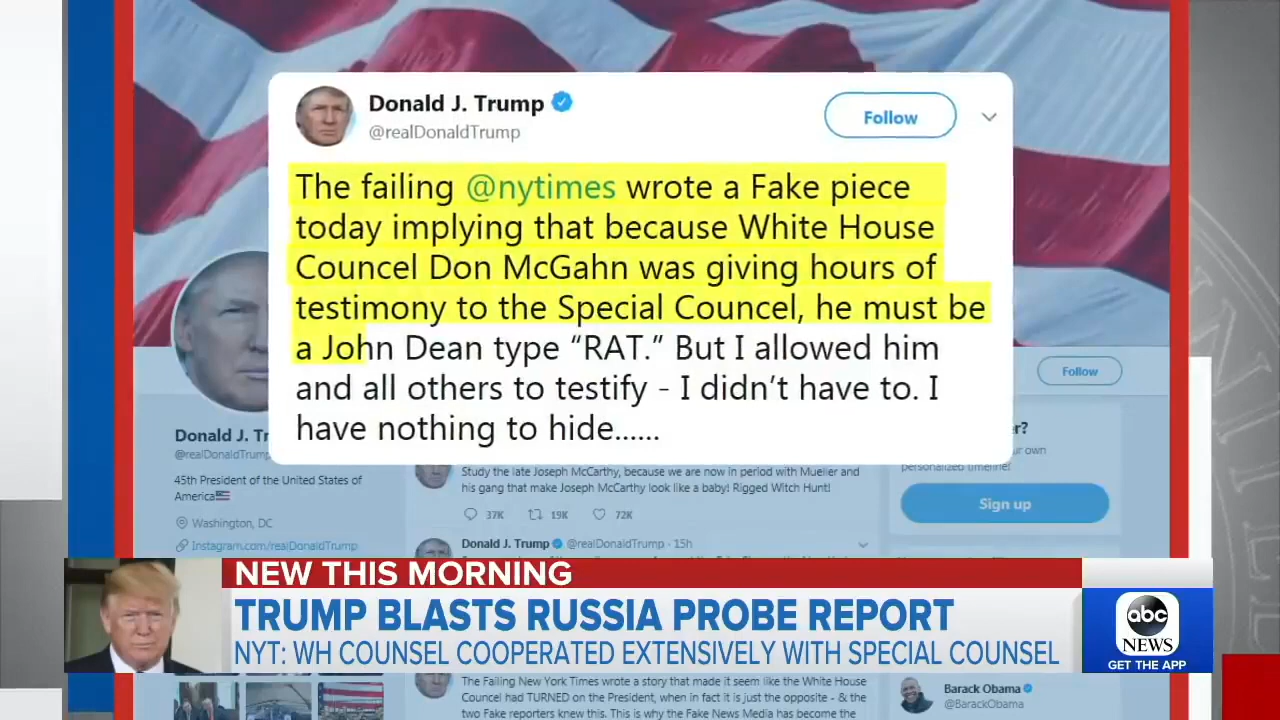 Donald J. Trump
@realDonaldTrump
Follow
The failing @nytimes wrote a Fake piece
today implying that because White House
Councel Don McGahn was giving hours of
testimony to the Special Councel, he must be
a John Dean type “RAT.” But I allowed him
and all others to testify - I didn’t have to. I
have nothing to hide......
Follow
Donald J. Tr
@realDonaldTrump
45th President of the United States of
America
Washington, DC
Instagram.com/realDonaldTrump
Study the late Joseph McCarthy, because we are now in period with Mueller and
his gang that make Joseph McCarthy look like a baby! Rigged Witch Hunt!
37K 19K 72K
Donald J. Trump @realDonaldTrump · 15h
r?
ur own
personalized timeline!
Sign up
NEW THIS MORNING
TRUMP BLASTS RUSSIA PROBE REPORT
NYT: WH COUNSEL COOPERATED EXTENSIVELY WITH SPECIAL COUNSEL
abc
NEWS
GET THE APP
The Failing New York Times wrote a story that made it seem like the White House
Councel had TURNED on the President, when in fact it is just the opposite - & the
two Fake reporters knew this. This is why the Fake News Media has become the
Barack Obama
@BarackObama